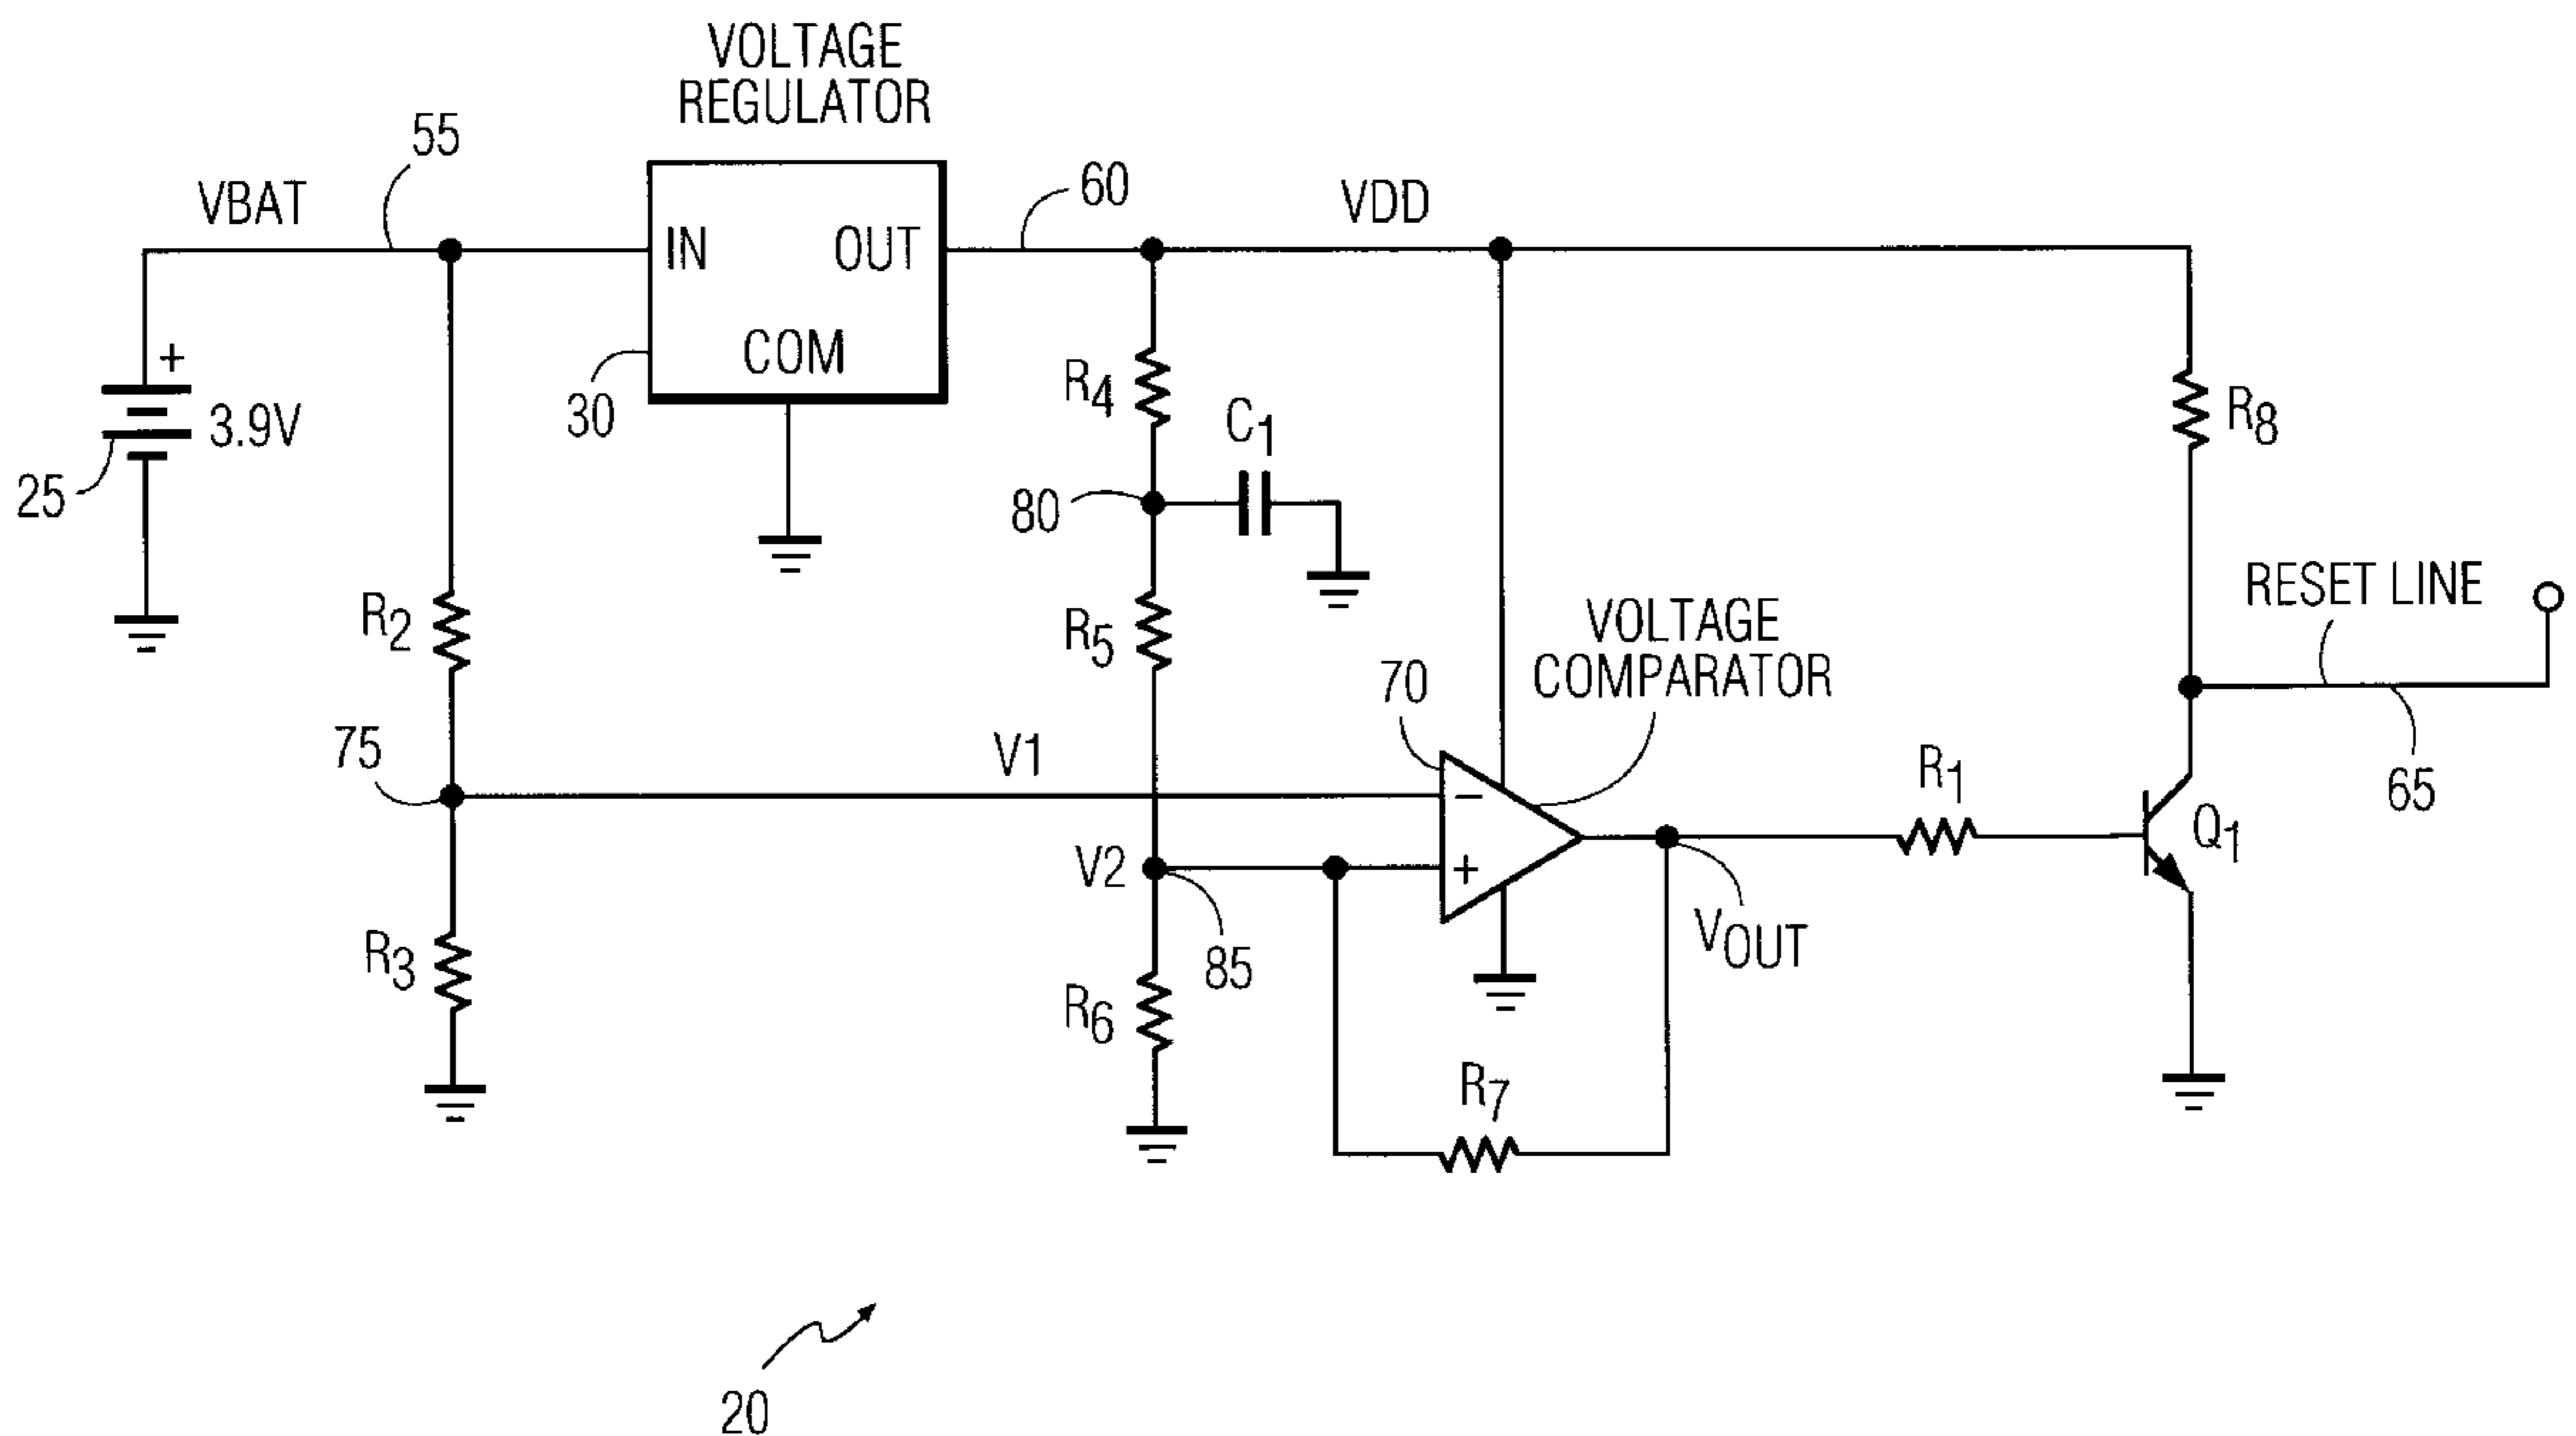 VOLTAGE
REGULATOR
55
VBAT
60
VDD
IN
OUT
COM
+
3.9V
25
30
R4
C1
80
R8
R2
R5
RESET LINE
VOLTAGE
COMPARATOR
70
75
V1
−
R1
65
Q1
V2
+
VOUT
85
R3
R6
R7
20